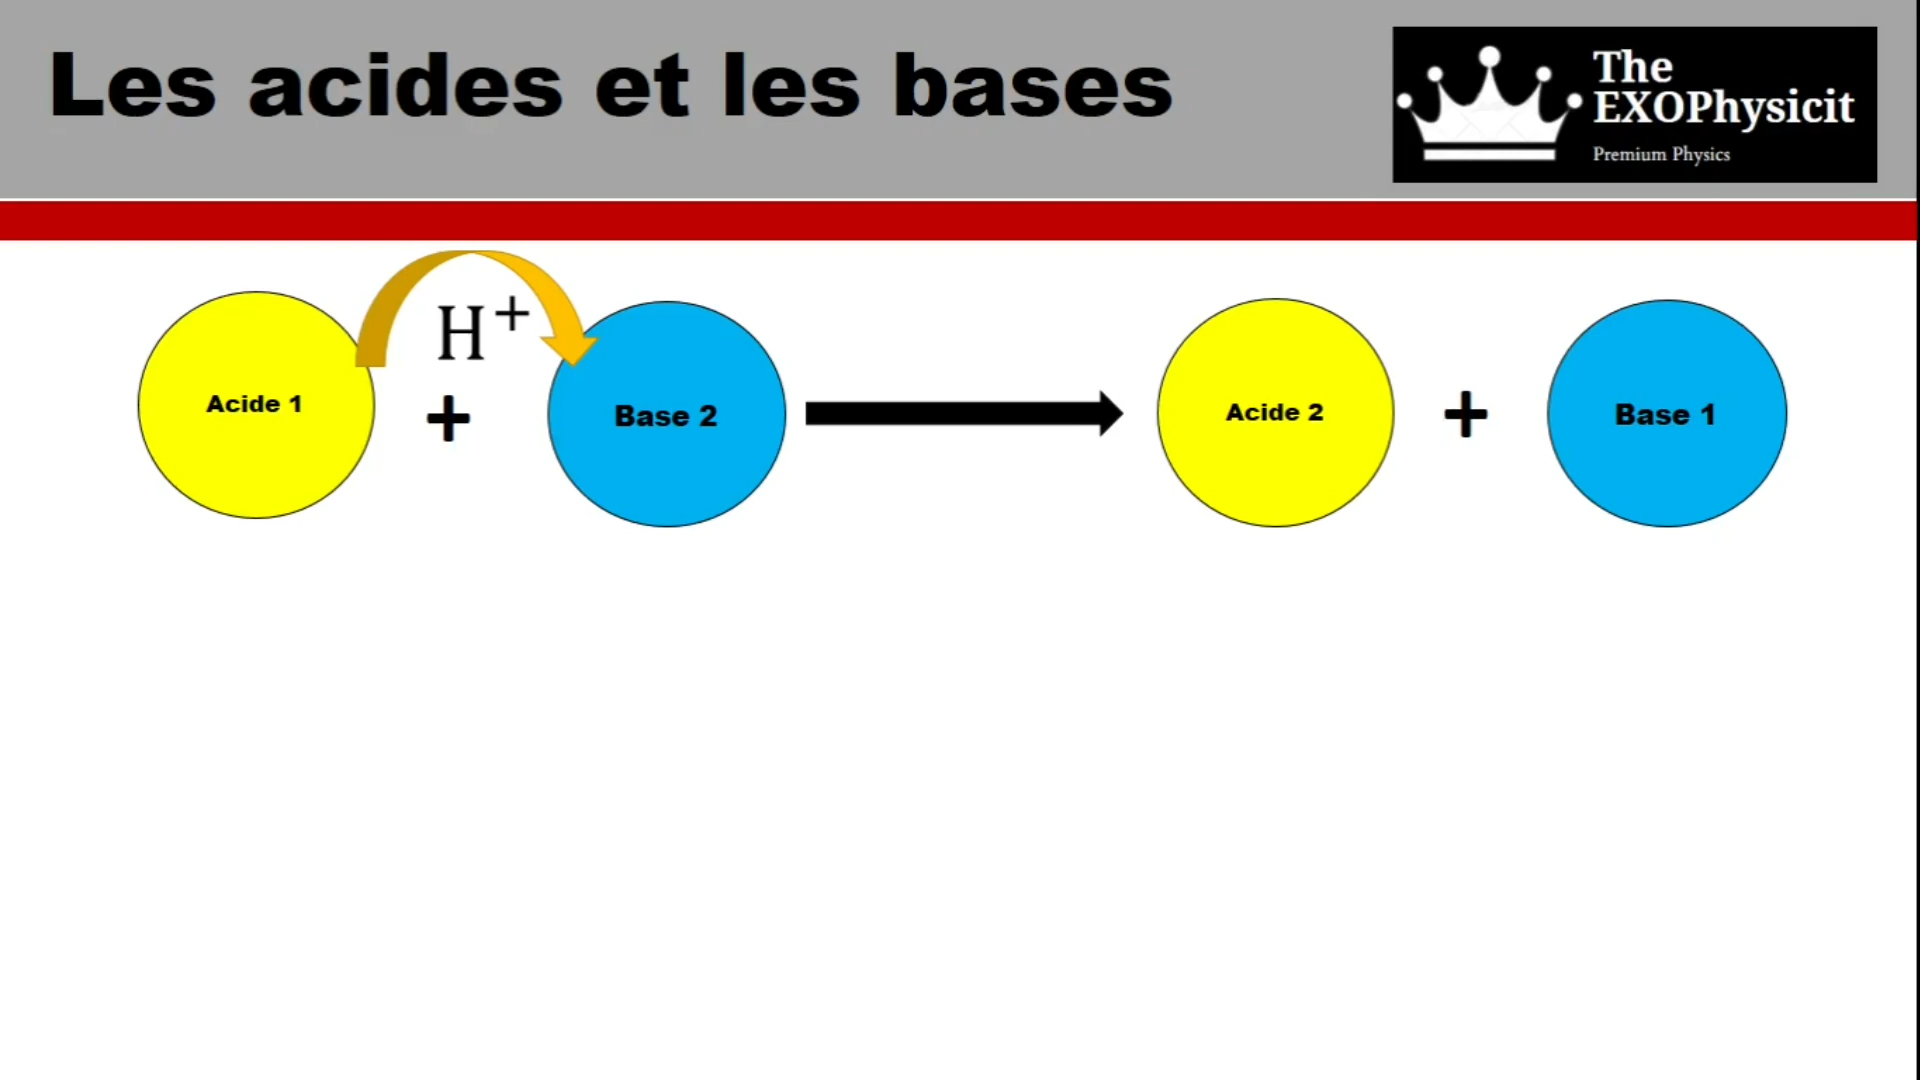 Les acides et les bases
The
EXOPhysicit
Premium Physics
H⁺
Acide 1 + Base 2 Acide 2 + Base 1